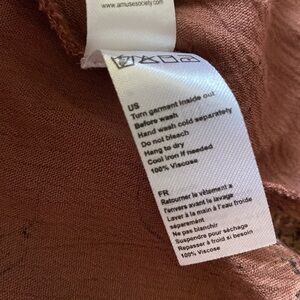 www.amusesociety.com
US
Turn garment inside out
Before wash
Hand wash cold separately
Do not bleach
Hang to dry
Cool iron if needed
100% Viscose
FR
Retourner le vêtement a
l'envers avant le lavage
Laver à la main à l'eau froide
séparement
Ne pas blanchir
Suspendre pour séchage
Repasser à froid si besoin
100% Viscose